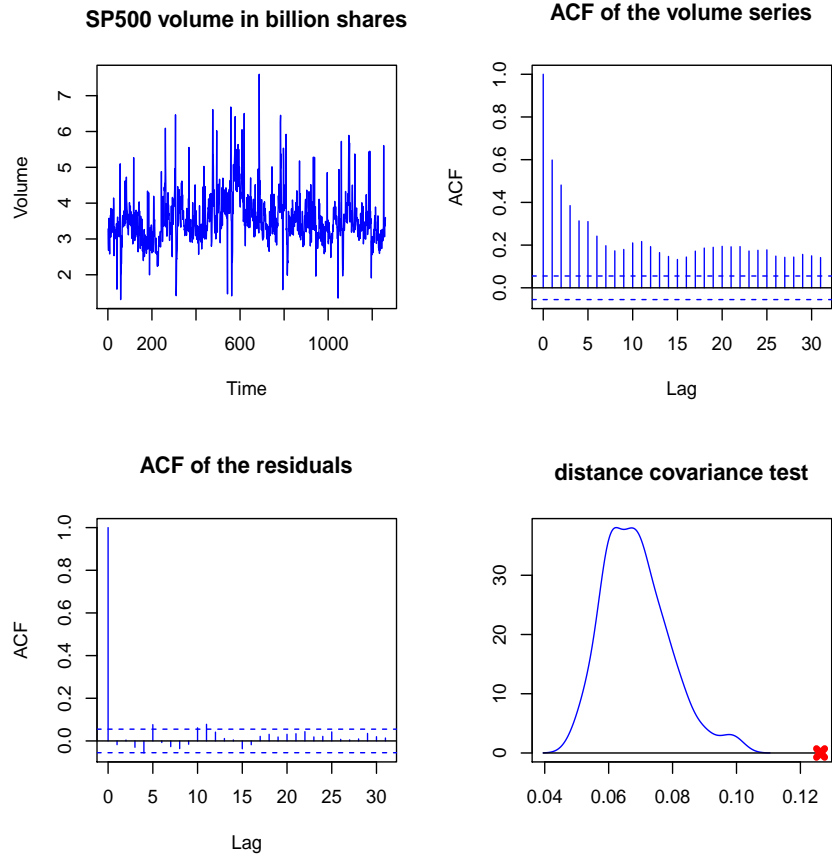 SP500 volume in billion shares
Volume
7
6
5
4
3
2
0 200 600 1000
Time
ACF of the volume series
ACF
1.0
0.8
0.6
0.4
0.2
0.0
0 5 10 15 20 25 30
Lag
ACF of the residuals
ACF
1.0
0.8
0.6
0.4
0.2
0.0
0 5 10 15 20 25 30
Lag
distance covariance test
30
20
10
0
0.04 0.06 0.08 0.10 0.12